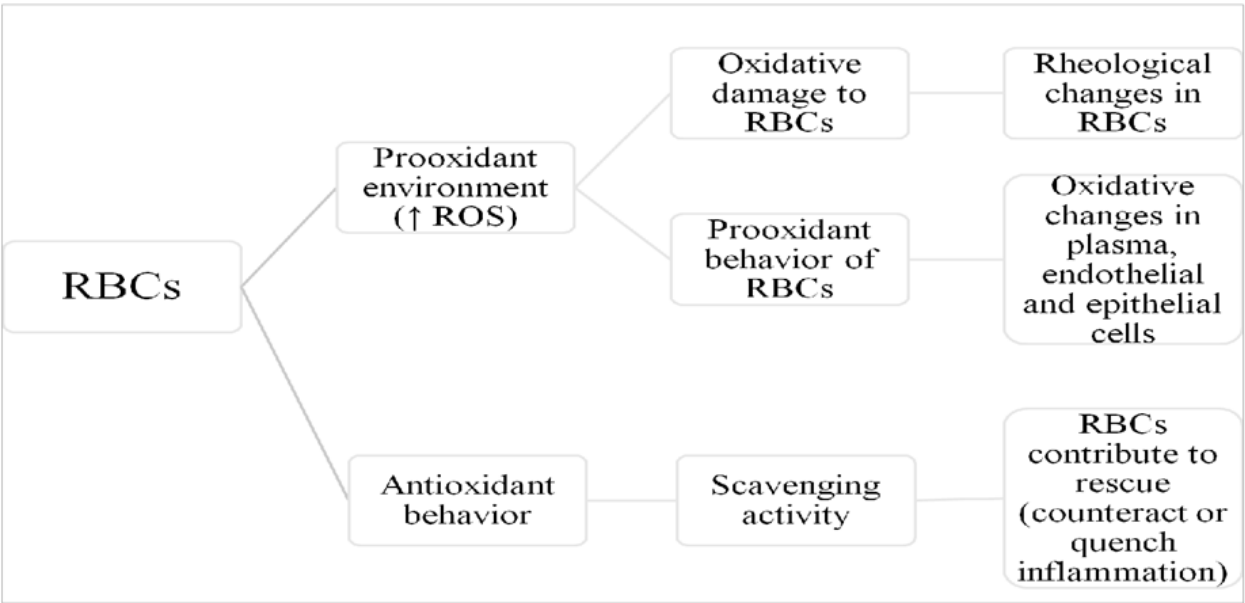 RBCs
Prooxidant
environment
(↑ ROS)
Oxidative
damage to
RBCs
Rheological
changes in
RBCs
Prooxidant
behavior of
RBCs
Oxidative
changes in
plasma,
endothelial
and epithelial
cells
Antioxidant
behavior
Scavenging
activity
RBCs
contribute to
rescue
(counteract or
quench
inflammation)